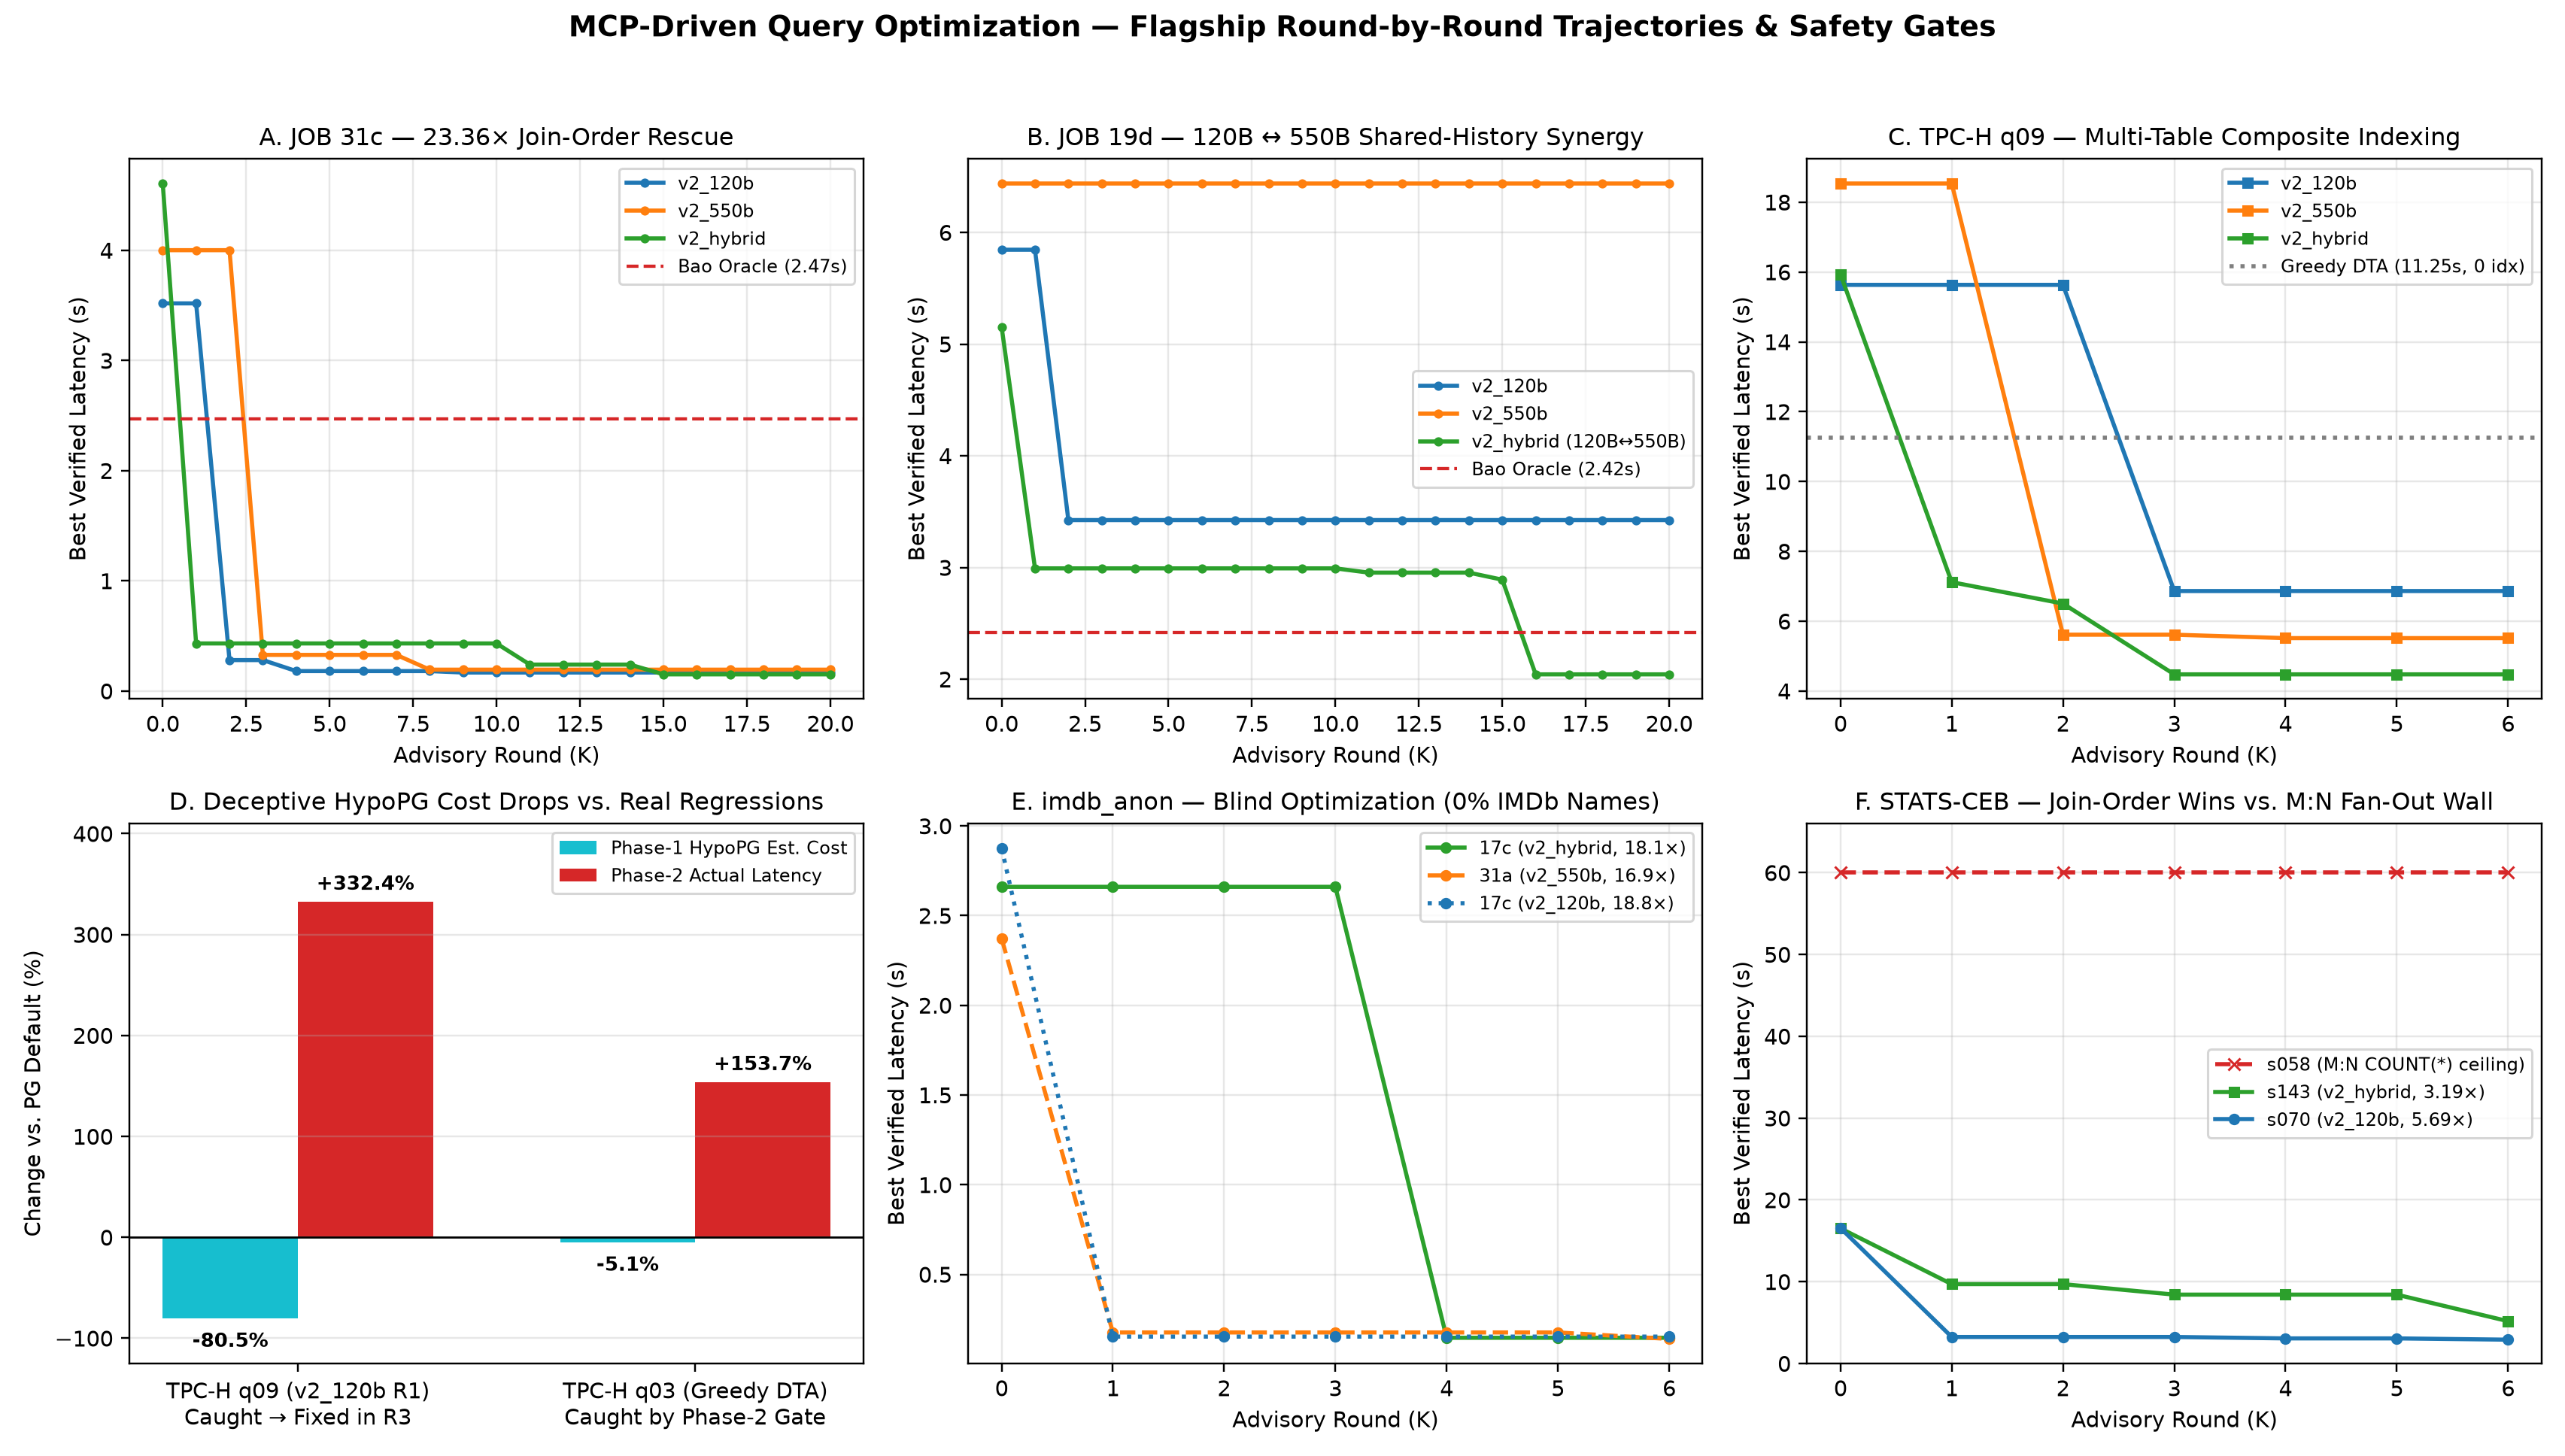 MCP-Driven Query Optimization — Flagship Round-by-Round Trajectories & Safety Gates
A. JOB 31c — 23.36× Join-Order Rescue
Best Verified Latency (s)
4
3
2
1
0
v2_120b
v2_550b
v2_hybrid
Bao Oracle (2.47s)
0.0 2.5 5.0 7.5 10.0 12.5 15.0 17.5 20.0
Advisory Round (K)
B. JOB 19d — 120B ↔ 550B Shared-History Synergy
Best Verified Latency (s)
6
5
4
3
2
v2_120b
v2_550b
v2_hybrid (120B↔550B)
Bao Oracle (2.42s)
0.0 2.5 5.0 7.5 10.0 12.5 15.0 17.5 20.0
Advisory Round (K)
C. TPC-H q09 — Multi-Table Composite Indexing
Best Verified Latency (s)
18
16
14
12
10
8
6
4
v2_120b
v2_550b
v2_hybrid
Greedy DTA (11.25s, 0 idx)
0 1 2 3 4 5 6
Advisory Round (K)
D. Deceptive HypoPG Cost Drops vs. Real Regressions
Change vs. PG Default (%)
400
300
200
100
0
−100
Phase-1 HypoPG Est. Cost
Phase-2 Actual Latency
+332.4%
+153.7%
-5.1%
-80.5%
TPC-H q09 (v2_120b R1)
Caught → Fixed in R3
TPC-H q03 (Greedy DTA)
Caught by Phase-2 Gate
E. imdb_anon — Blind Optimization (0% IMDb Names)
Best Verified Latency (s)
3.0
2.5
2.0
1.5
1.0
0.5
17c (v2_hybrid, 18.1×)
31a (v2_550b, 16.9×)
17c (v2_120b, 18.8×)
0 1 2 3 4 5 6
Advisory Round (K)
F. STATS-CEB — Join-Order Wins vs. M:N Fan-Out Wall
Best Verified Latency (s)
60
50
40
30
20
10
0
s058 (M:N COUNT(*) ceiling)
s143 (v2_hybrid, 3.19×)
s070 (v2_120b, 5.69×)
0 1 2 3 4 5 6
Advisory Round (K)